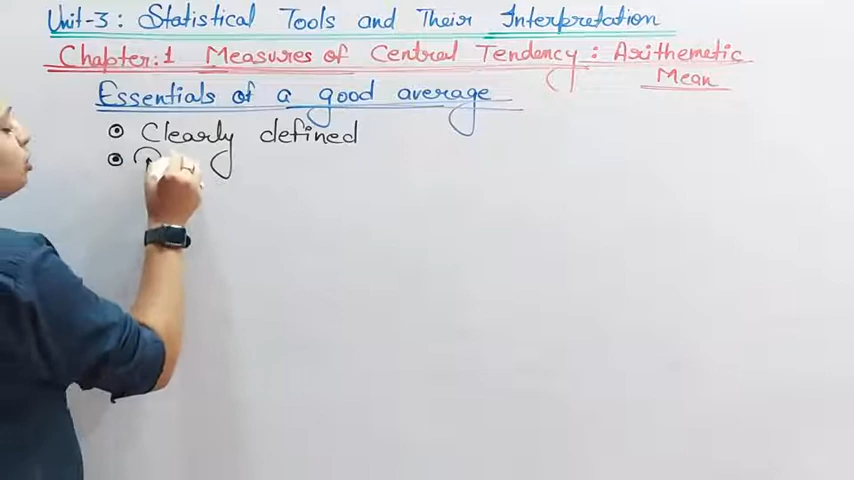 Unit-3: Statistical Tools and Their Interpretation
Chapter:1 Measures of Central Tendency: Arithemetic
Mean
Essentials of a good average
Clearly defined